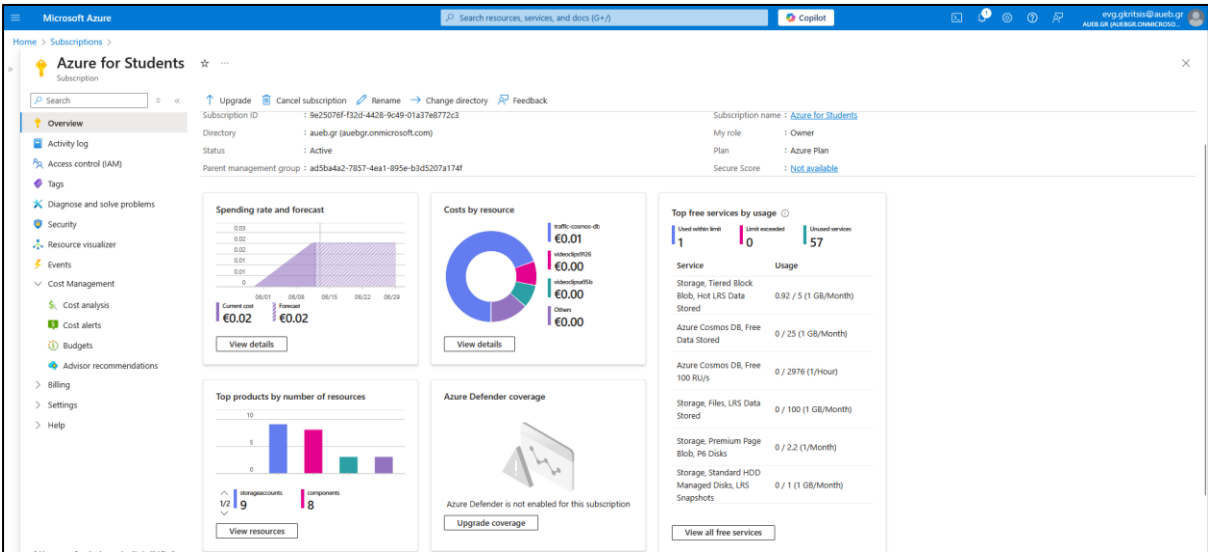 Microsoft Azure
Search resources, services, and docs (G+/)
Copilot
1
evg.gkritsis@aueb.gr
AUEB.GR (AUEBGR.ONMICROSO...
Home > Subscriptions >
Azure for Students
Subscription
Search
Upgrade Cancel subscription Rename Change directory Feedback
Overview
Activity log
Access control (IAM)
Tags
Diagnose and solve problems
Security
Resource visualizer
Events
Cost Management
Cost analysis
Cost alerts
Budgets
Advisor recommendations
Billing
Settings
Help
Subscription ID : 9e25076f-f32d-4428-9c49-01a37e8772c3
Directory : aueb.gr (auebgr.onmicrosoft.com)
Status : Active
Parent management group : ad5ba4a2-7857-4ea1-895e-b3d5207a174f
Subscription name : Azure for Students
My role : Owner
Plan : Azure Plan
Secure Score : Not available
Spending rate and forecast
0.03
0.02
0.02
0.01
0.01
0
08/01 08/08 08/15 08/22 08/29
Current cost
€0.02
Forecast
€0.02
View details
Costs by resource
traffic-cosmos-db
€0.01
videoclips9126
€0.00
€0.00
Others
€0.00
View details
Top free services by usage
Used within limit
1
Limit exceeded
0
Unused services
57
Service Usage
Storage, Tiered Block
Blob, Hot LRS Data
Stored
0.92 / 5 (1 GB/Month)
Azure Cosmos DB, Free
Data Stored
0 / 25 (1 GB/Month)
Azure Cosmos DB, Free
100 RU/s
0 / 2976 (1/Hour)
Storage, Files, LRS Data
Stored
0 / 100 (1 GB/Month)
Storage, Premium Page
Blob, P6 Disks
0 / 2.2 (1/Month)
Storage, Standard HDD
Managed Disks, LRS
Snapshots
0 / 1 (1 GB/Month)
View all free services
Top products by number of resources
10
5
0
1/2
storageaccounts
9
components
8
View resources
Azure Defender coverage
Azure Defender is not enabled for this subscription
Upgrade coverage